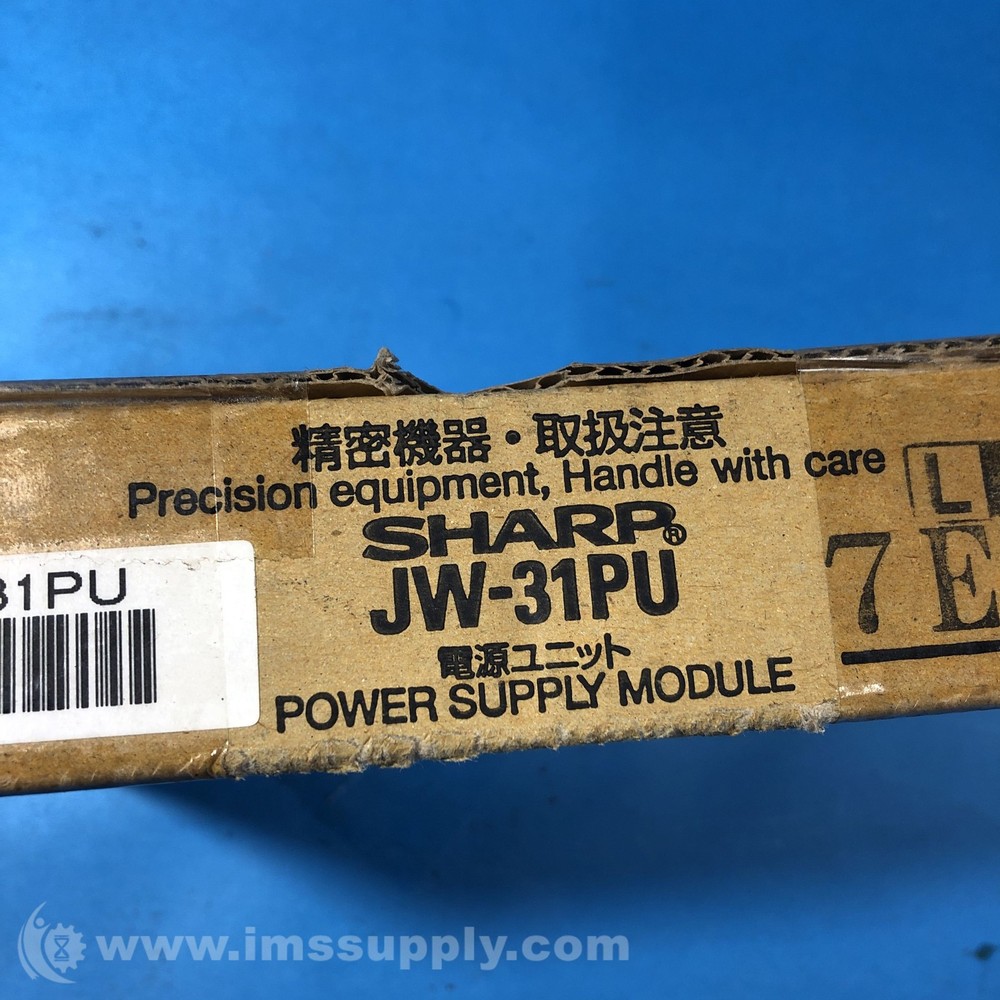 精密機器・取扱注意
Precision equipment, Handle with care
SHARP®
JW-31PU
電源ユニット
POWER SUPPLY MODULE
31PU
L
7E
www.imssupply.com